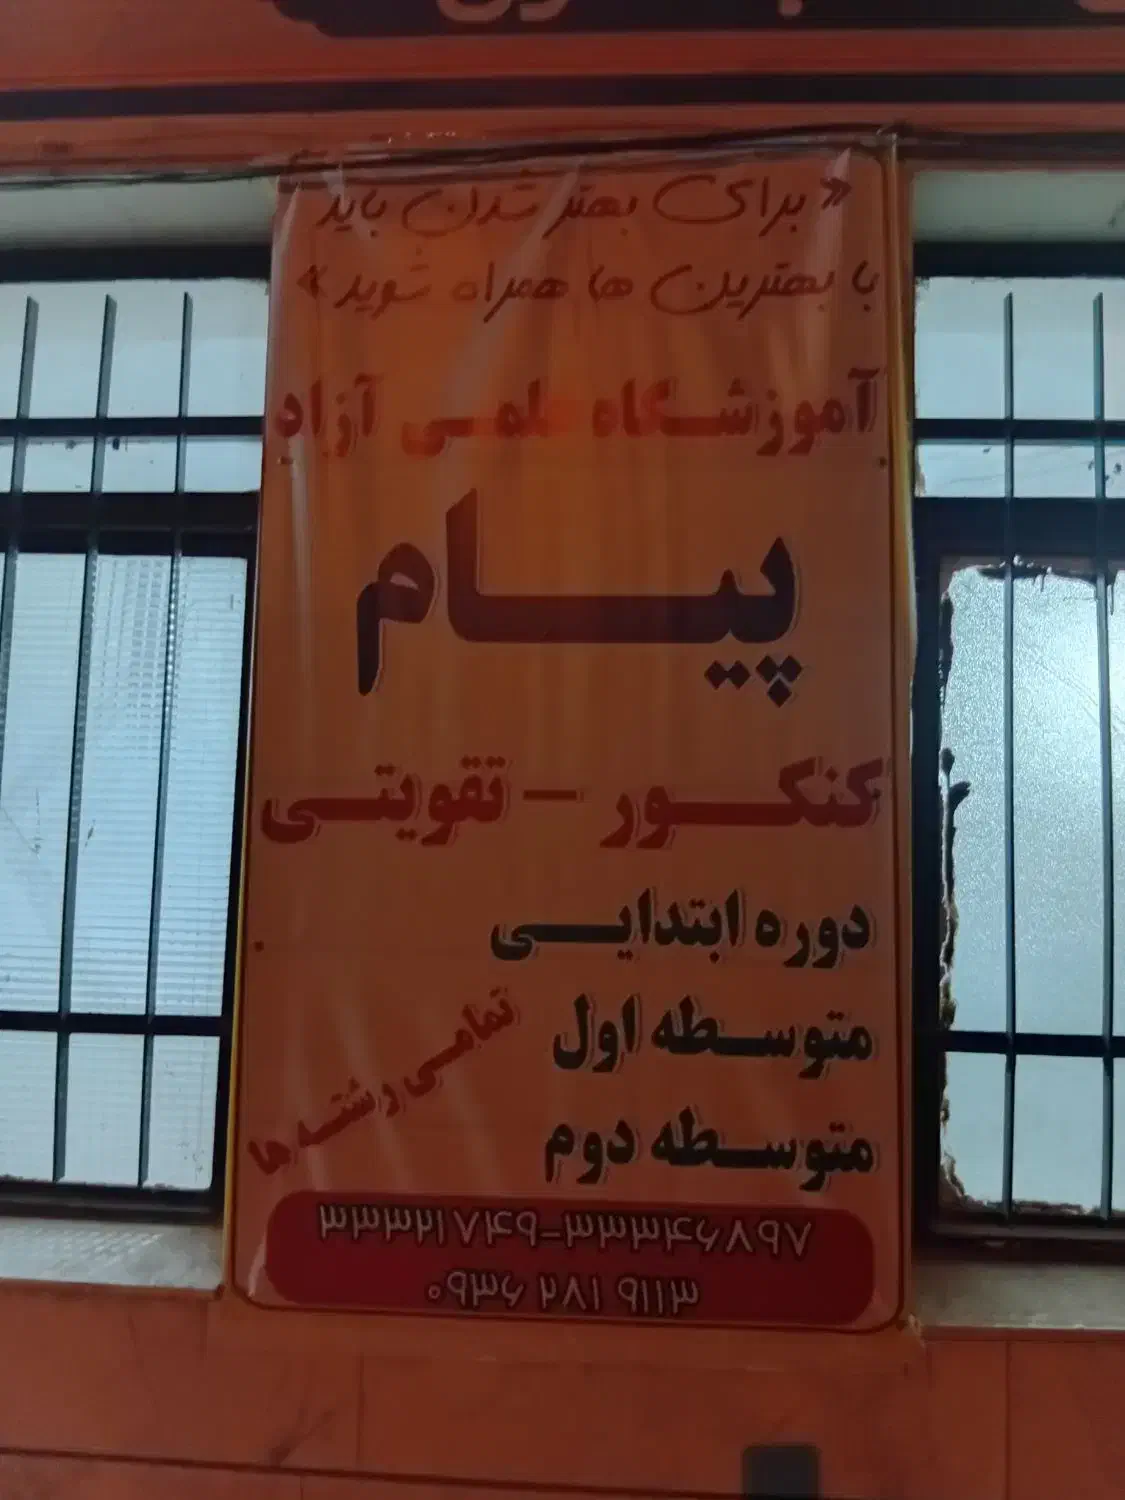 «برای بهتر شدن باید
با بهترین ها همراه شوید»
آموزشگاه علمی آزاد
پیام
کنکور - تقویتی
دوره ابتدایی
متوسطه اول
متوسطه دوم
تمامی رشته ها
۳۳۳۲۱۷۴۹-۳۳۳۴۶۸۹۷
۰۹۳۶ ۲۸۱ ۹۱۱۳